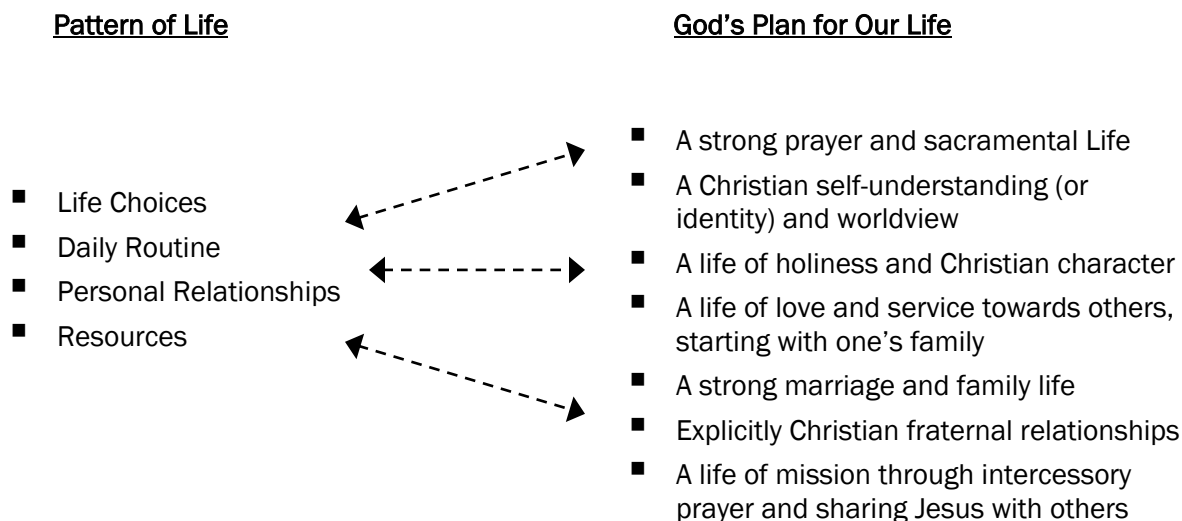 Pattern of Life
God’s Plan for Our Life
▪ Life Choices
▪ Daily Routine
▪ Personal Relationships
▪ Resources
▪ A strong prayer and sacramental Life
▪ A Christian self-understanding (or
identity) and worldview
▪ A life of holiness and Christian character
▪ A life of love and service towards others,
starting with one’s family
▪ A strong marriage and family life
▪ Explicitly Christian fraternal relationships
▪ A life of mission through intercessory
prayer and sharing Jesus with others